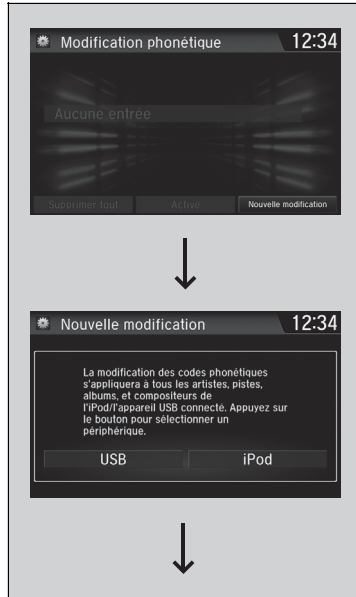 Modification phonétique 12:34
Aucune entrée
Supprimer tout Activé Nouvelle modification
Nouvelle modification 12:34
La modification des codes phonétiques
s'appliquera à tous les artistes, pistes,
albums, et compositeurs de
l'iPod/l'appareil USB connecté. Appuyez sur
le bouton pour sélectionner un
périphérique.
USB iPod